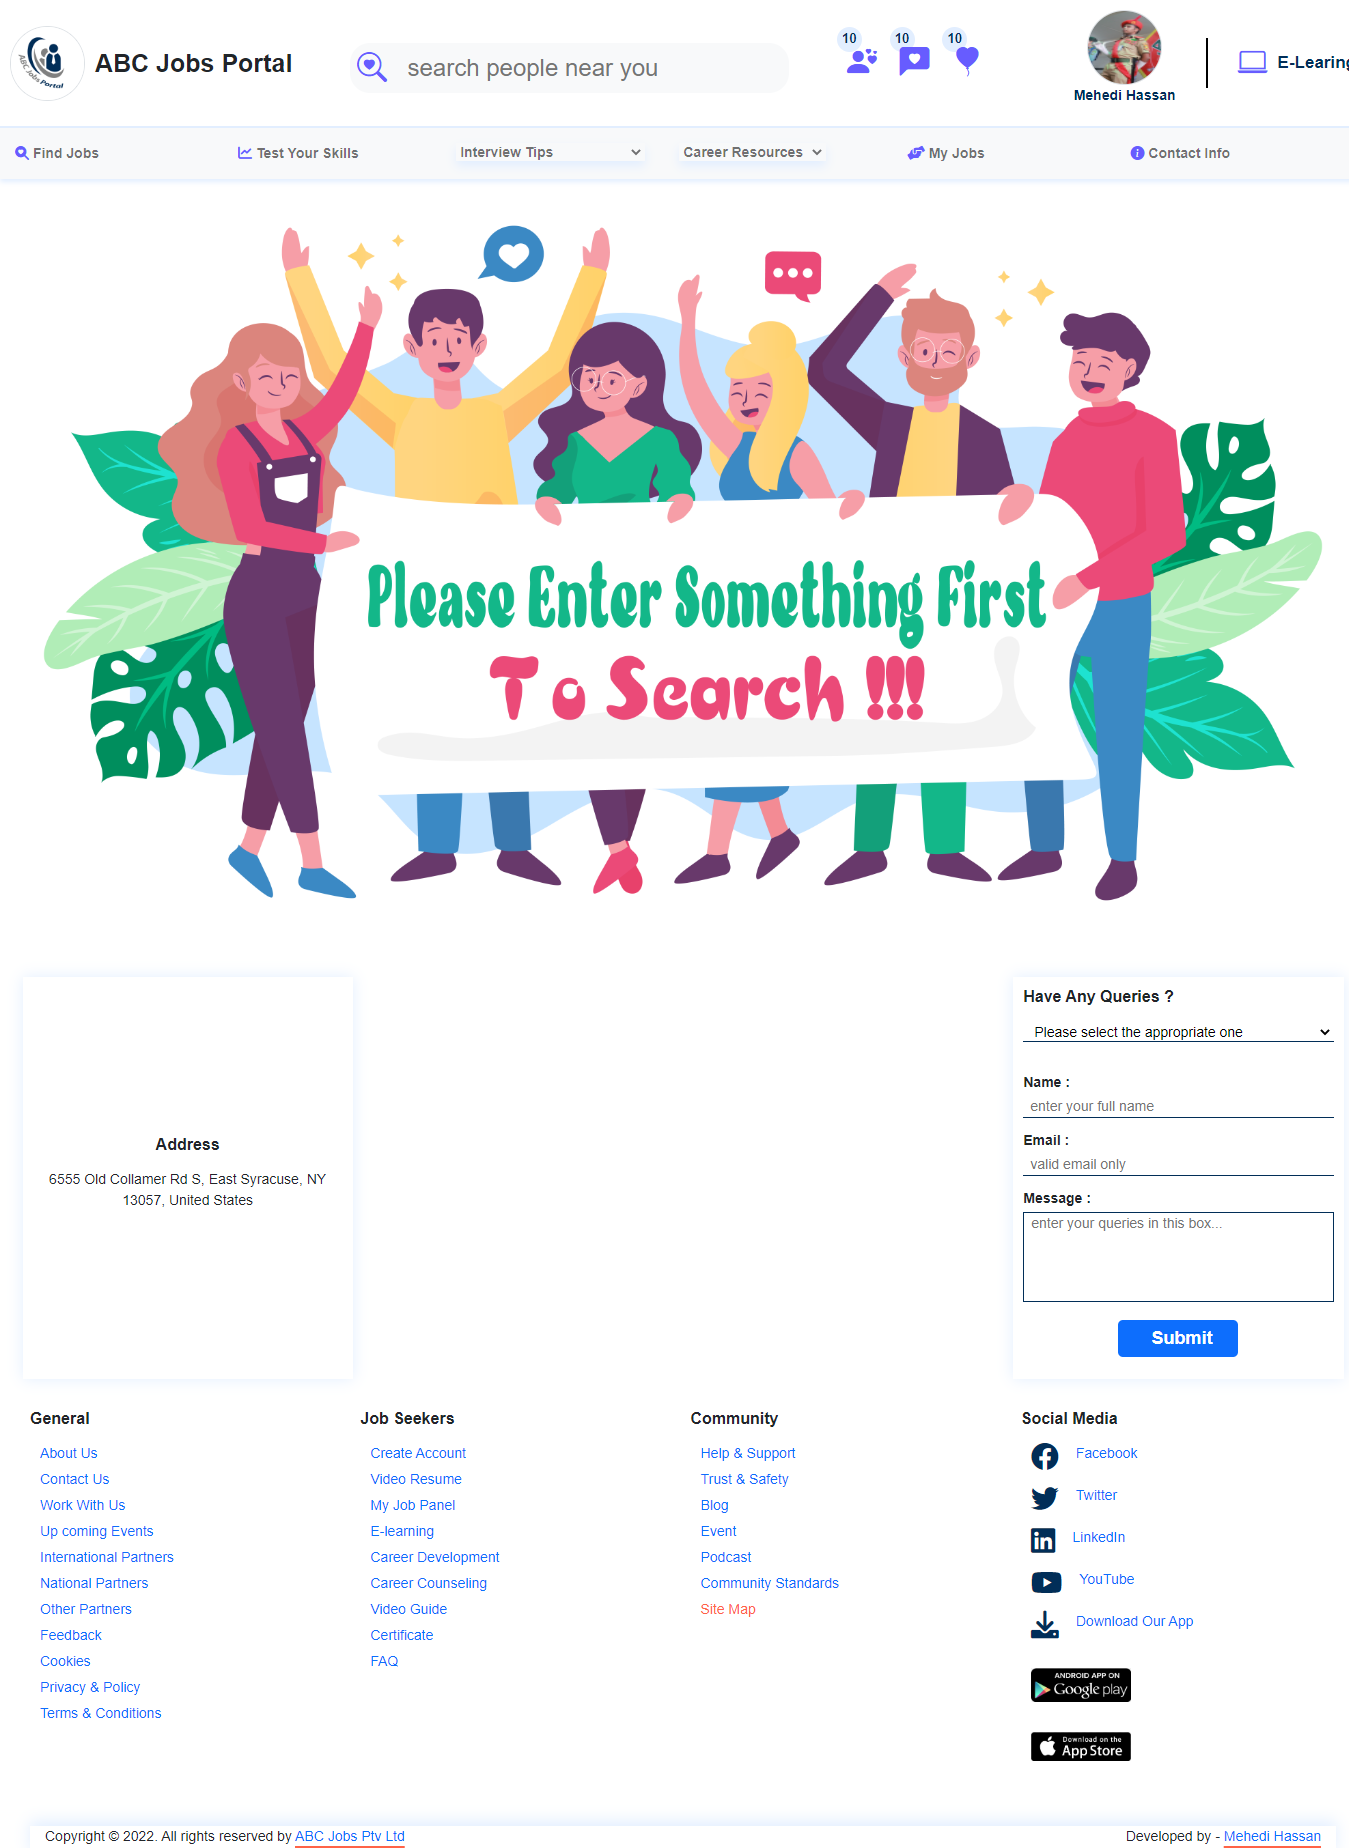 ABC Jobs Portal
ABC Jobs Portal
search people near you
10
10
10
Mehedi Hassan
E-Learing
Find Jobs
Test Your Skills
Interview Tips
Career Resources
My Jobs
Contact Info
Please Enter Something First
To Search !!!
Address
6555 Old Collamer Rd S, East Syracuse, NY
13057, United States
Have Any Queries ?
Please select the appropriate one
Name :
enter your full name
Email :
valid email only
Message :
enter your queries in this box...
Submit
General
About Us
Contact Us
Work With Us
Up coming Events
International Partners
National Partners
Other Partners
Feedback
Cookies
Privacy & Policy
Terms & Conditions
Job Seekers
Create Account
Video Resume
My Job Panel
E-learning
Career Development
Career Counseling
Video Guide
Certificate
FAQ
Community
Help & Support
Trust & Safety
Blog
Event
Podcast
Community Standards
Site Map
Social Media
Facebook
Twitter
LinkedIn
YouTube
Download Our App
ANDROID APP ON
Google play
Download on the
App Store
Copyright © 2022. All rights reserved by ABC Jobs Ptv Ltd
Developed by - Mehedi Hassan